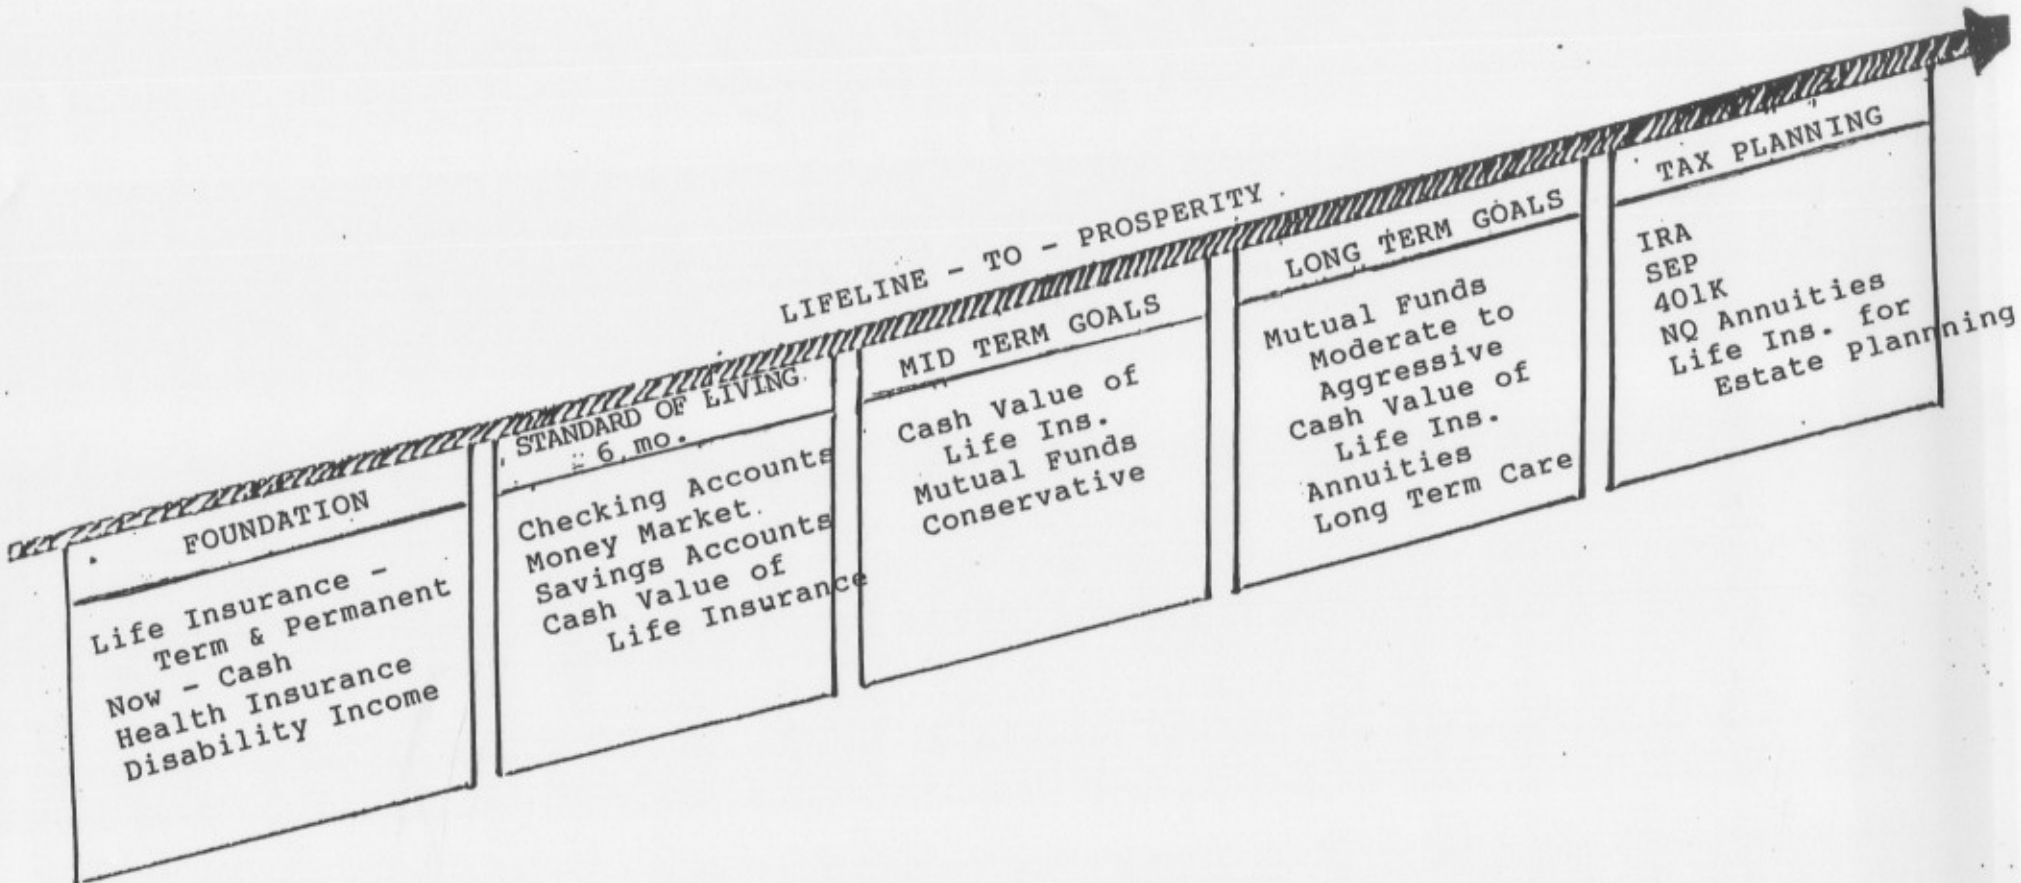 LIFELINE - TO - PROSPERITY
FOUNDATION
Life Insurance -
Term & Permanent
Now - Cash
Health Insurance
Disability Income
STANDARD OF LIVING
= 6 mo.
Checking Accounts
Money Market
Savings Accounts
Cash Value of
Life Insurance
MID TERM GOALS
Cash Value of
Life Ins.
Mutual Funds
Conservative
LONG TERM GOALS
Mutual Funds
Moderate to
Aggressive
Cash Value of
Life Ins.
Annuities
Long Term Care
TAX PLANNING
IRA
SEP
401K
NQ Annuities
Life Ins. for
Estate Plannning